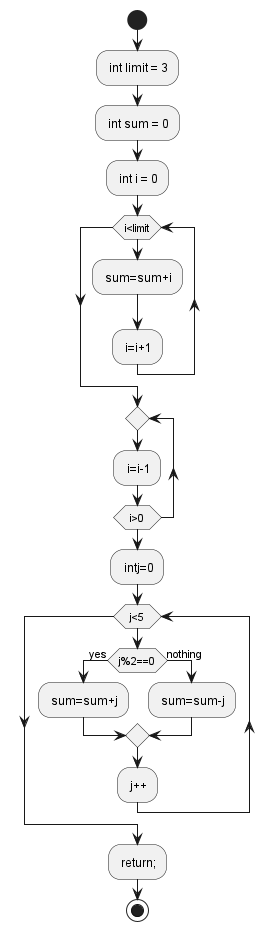 int limit = 3
int sum = 0
int i = 0
i<limit
sum=sum+i
i=i+1
i=i-1
i>0
intj=0
j<5
yes
j%2==0
nothing
sum=sum+j
sum=sum-j
j++
return;